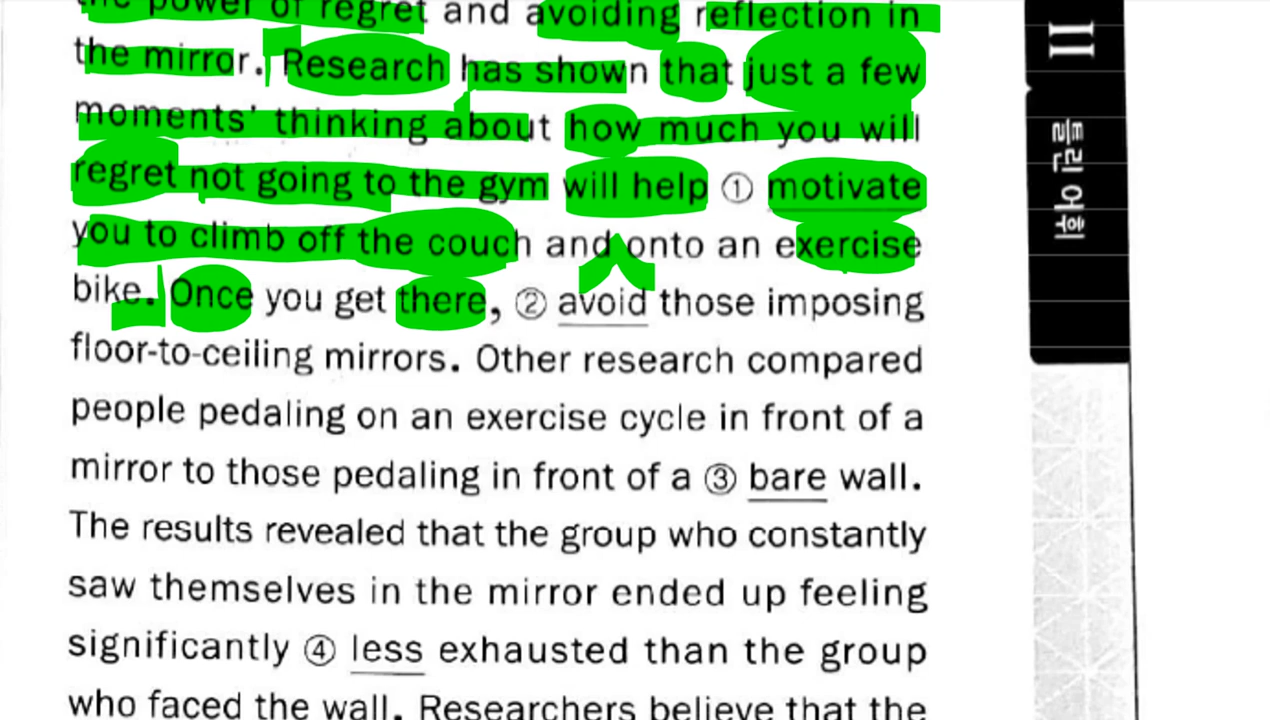 the power of regret and avoiding reflection in
the mirror. Research has shown that just a few
moments' thinking about how much you will
regret not going to the gym will help ① motivate
you to climb off the couch and onto an exercise
bike. Once you get there, ② avoid those imposing
floor-to-ceiling mirrors. Other research compared
people pedaling on an exercise cycle in front of a
mirror to those pedaling in front of a ③ bare wall.
The results revealed that the group who constantly
saw themselves in the mirror ended up feeling
significantly ④ less exhausted than the group
who faced the wall. Researchers believe that the
II
틀린 어휘